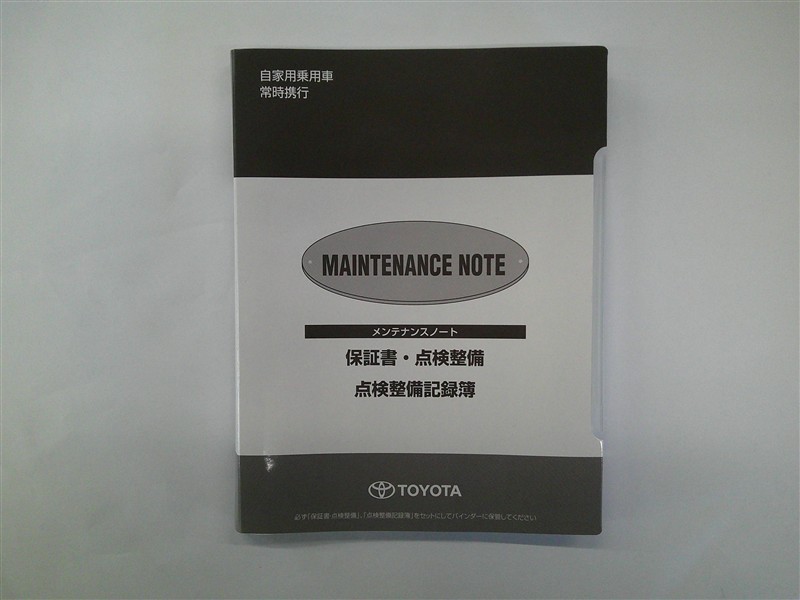 自家用乗用車
常時携行
MAINTENANCE NOTE
メンテナンスノート
保証書・点検整備
点検整備記録簿
TOYOTA
必ず「保証書・点検整備」、「点検整備記録簿」をセットにしてバインダーに保管してください